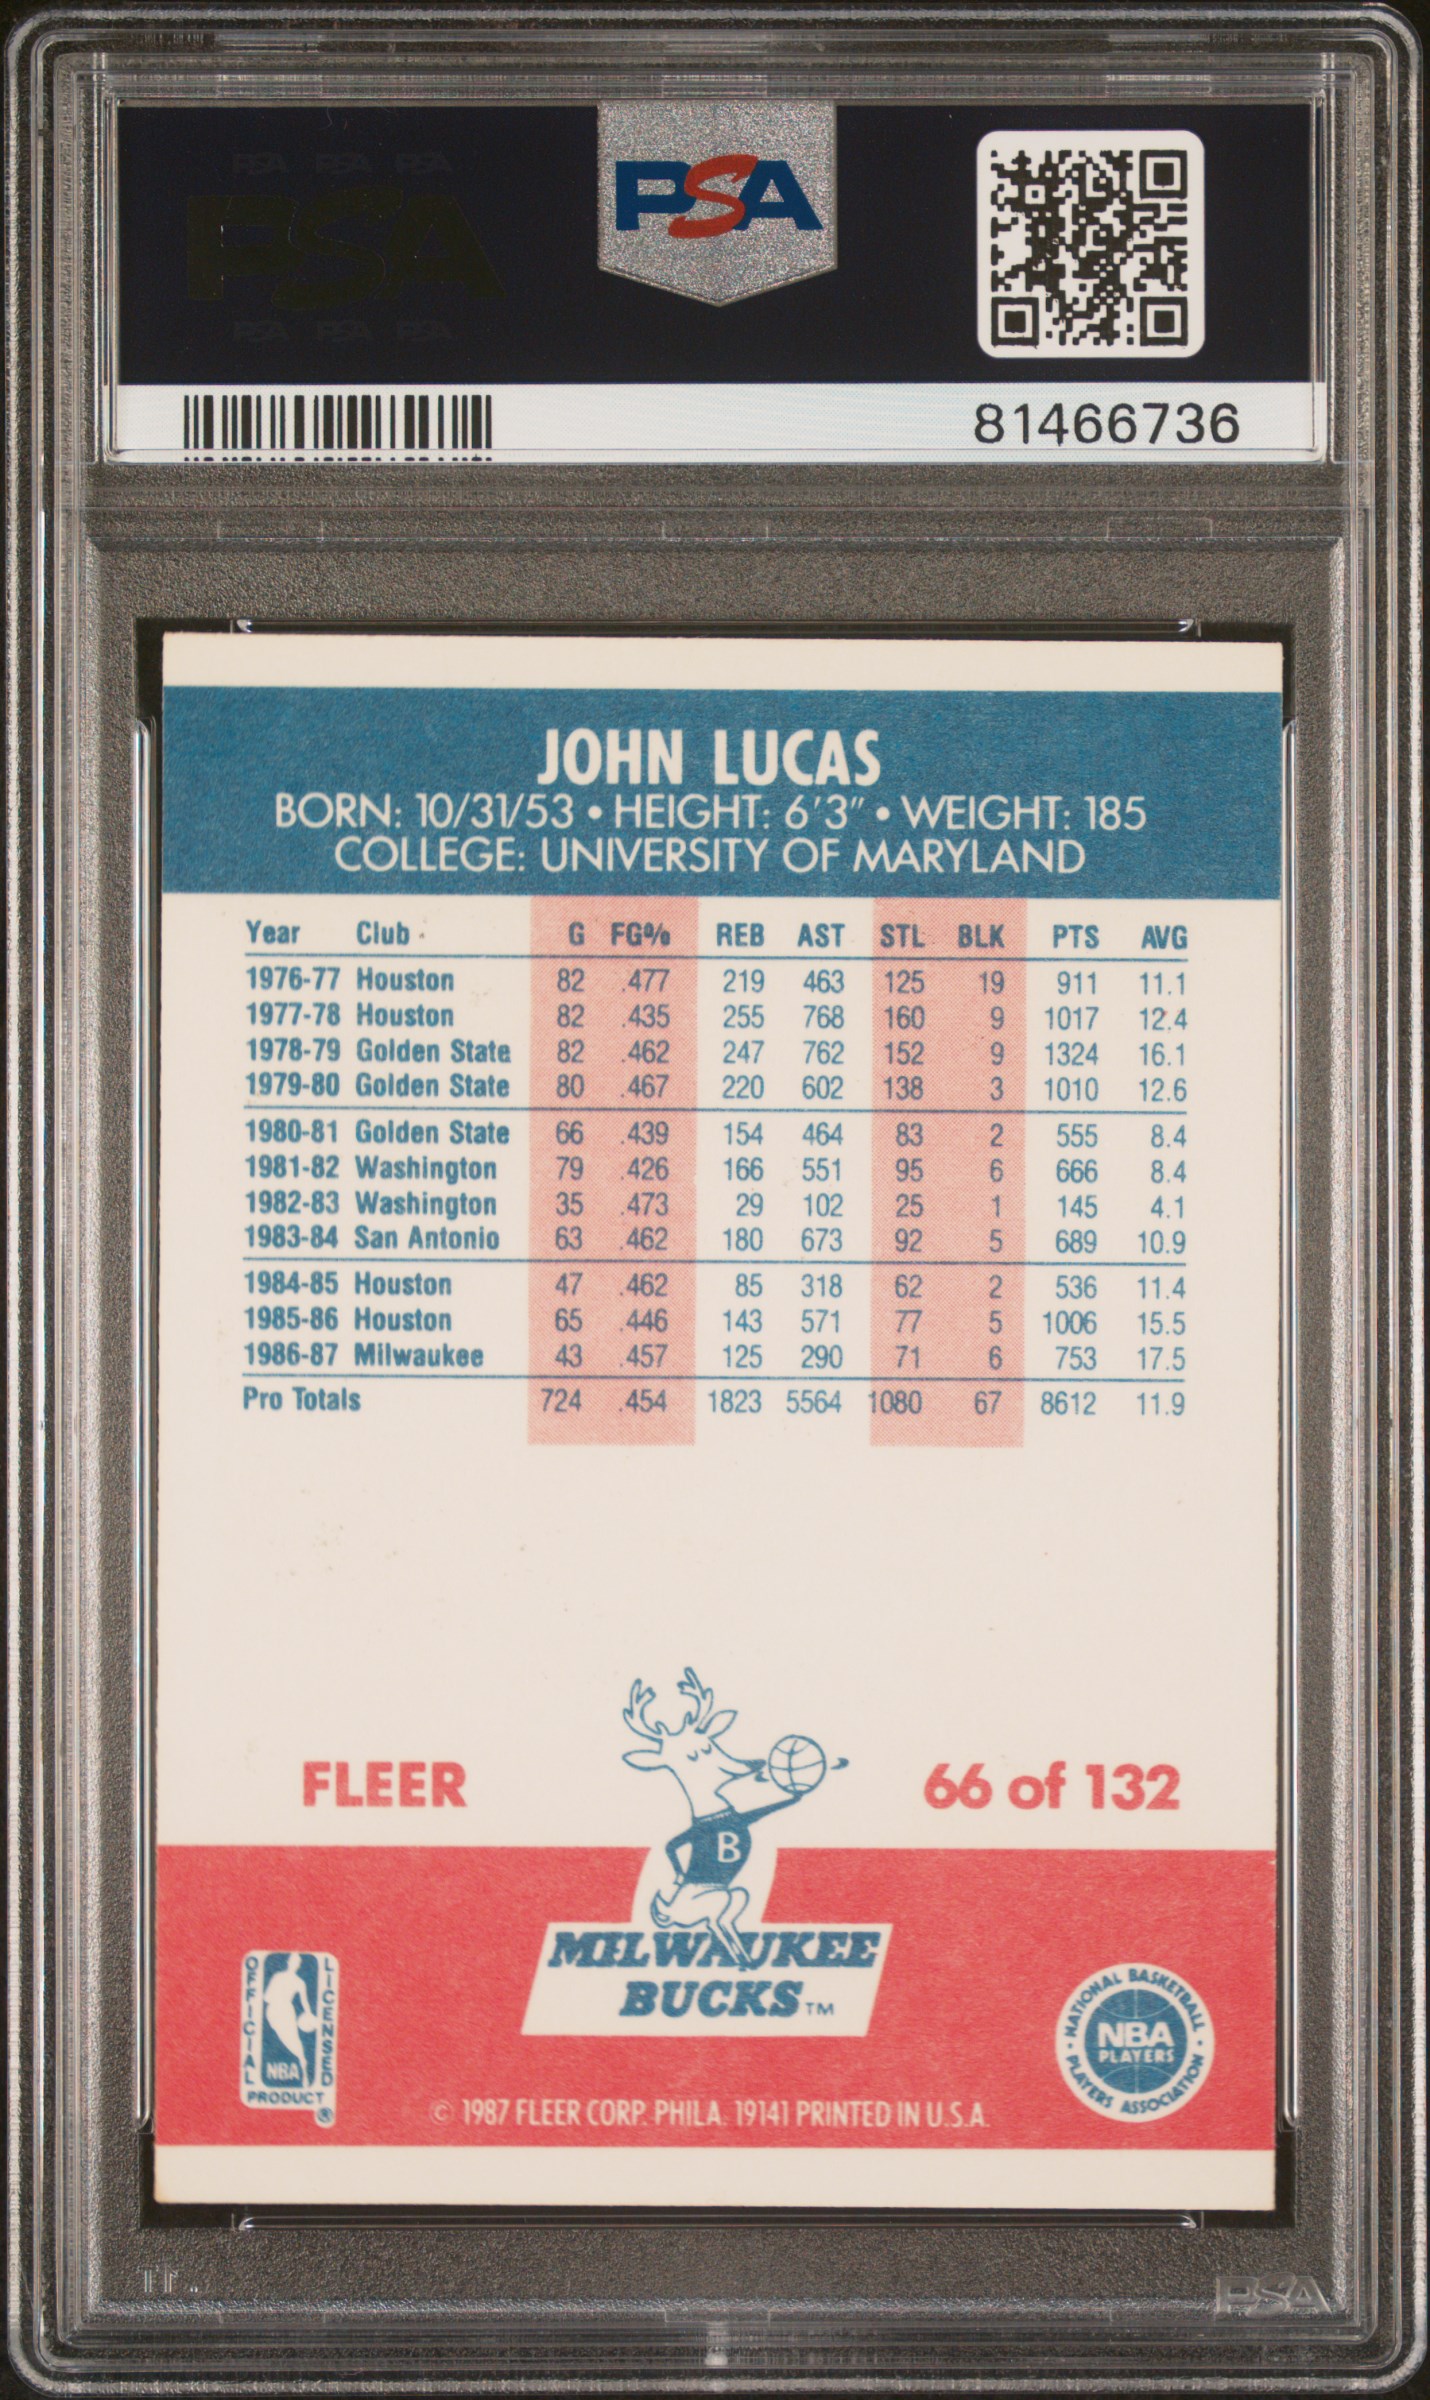 PSA PSA PSA
PSA
PSA PSA PSA
PSA
81466736
JOHN LUCAS
BORN: 10/31/53 • HEIGHT: 6'3" • WEIGHT: 185
COLLEGE: UNIVERSITY OF MARYLAND
Year Club G FG% REB AST STL BLK PTS AVG
1976-77 Houston 82 .477 219 463 125 19 911 11.1
1977-78 Houston 82 .435 255 768 160 9 1017 12.4
1978-79 Golden State 82 .462 247 762 152 9 1324 16.1
1979-80 Golden State 80 .467 220 602 138 3 1010 12.6
1980-81 Golden State 66 .439 154 464 83 2 555 8.4
1981-82 Washington 79 .426 166 551 95 6 666 8.4
1982-83 Washington 35 .473 29 102 25 1 145 4.1
1983-84 San Antonio 63 .462 180 673 92 5 689 10.9
1984-85 Houston 47 .462 85 318 62 2 536 11.4
1985-86 Houston 65 .446 143 571 77 5 1006 15.5
1986-87 Milwaukee 43 .457 125 290 71 6 753 17.5
Pro Totals 724 .454 1823 5564 1080 67 8612 11.9
FLEER
66 of 132
B
MILWAUKEE
BUCKS™
OFFICIAL LICENSED
NBA
PRODUCT ®
NATIONAL BASKETBALL
NBA
PLAYERS
• PLAYERS ASSOCIATION •
© 1987 FLEER CORP. PHILA. 19141 PRINTED IN U.S.A.
PSA